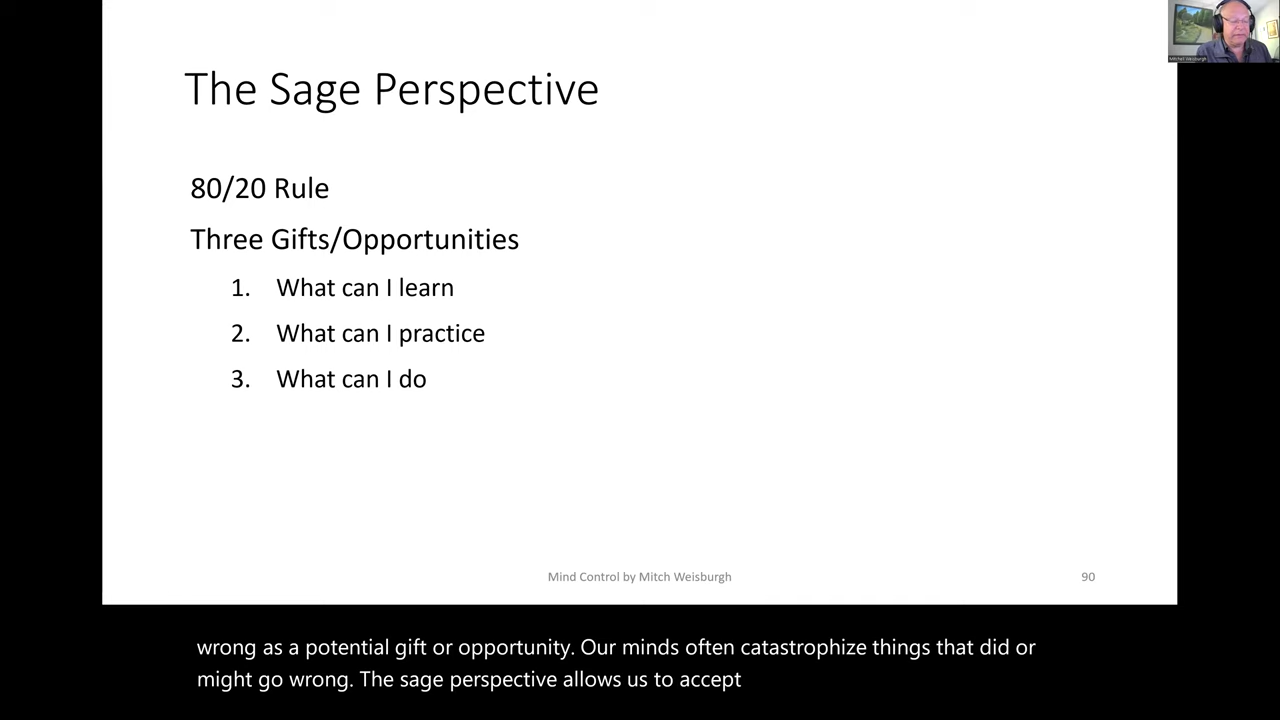 The Sage Perspective
80/20 Rule
Three Gifts/Opportunities
1. What can I learn
2. What can I practice
3. What can I do
Mind Control by Mitch Weisburgh
90
wrong as a potential gift or opportunity. Our minds often catastrophize things that did or
might go wrong. The sage perspective allows us to accept